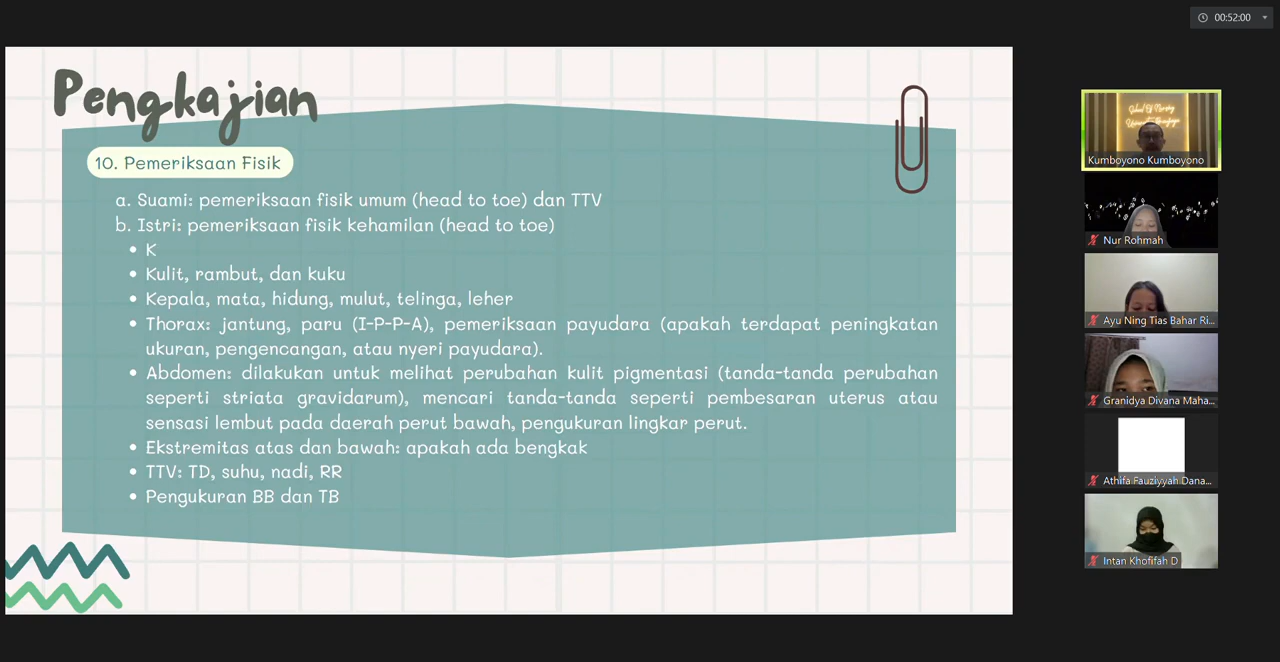 00:52:00
Pengkajian
10. Pemeriksaan Fisik
a. Suami: pemeriksaan fisik umum (head to toe) dan TTV
b. Istri: pemeriksaan fisik kehamilan (head to toe)
• K
• Kulit, rambut, dan kuku
• Kepala, mata, hidung, mulut, telinga, leher
• Thorax: jantung, paru (I-P-P-A), pemeriksaan payudara (apakah terdapat peningkatan
ukuran, pengencangan, atau nyeri payudara).
• Abdomen: dilakukan untuk melihat perubahan kulit pigmentasi (tanda-tanda perubahan
seperti striata gravidarum), mencari tanda-tanda seperti pembesaran uterus atau
sensasi lembut pada daerah perut bawah, pengukuran lingkar perut.
• Ekstremitas atas dan bawah: apakah ada bengkak
• TTV: TD, suhu, nadi, RR
• Pengukuran BB dan TB
School Of Nursing
Kumboyono Kumboyono
Nur Rohmah
Ayu Ning Tias Bahar Ri...
Granidya Divana Maha...
Athifa Fauziyyah Dana...
Intan Khofifah D